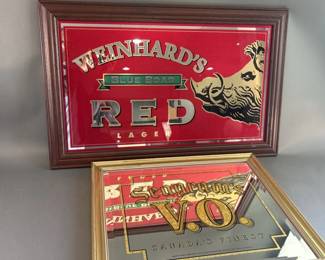 WEINHARD'S
BLUE BOAR
RED
LAGER
Seagram's
V.O.
CANADA'S FINEST